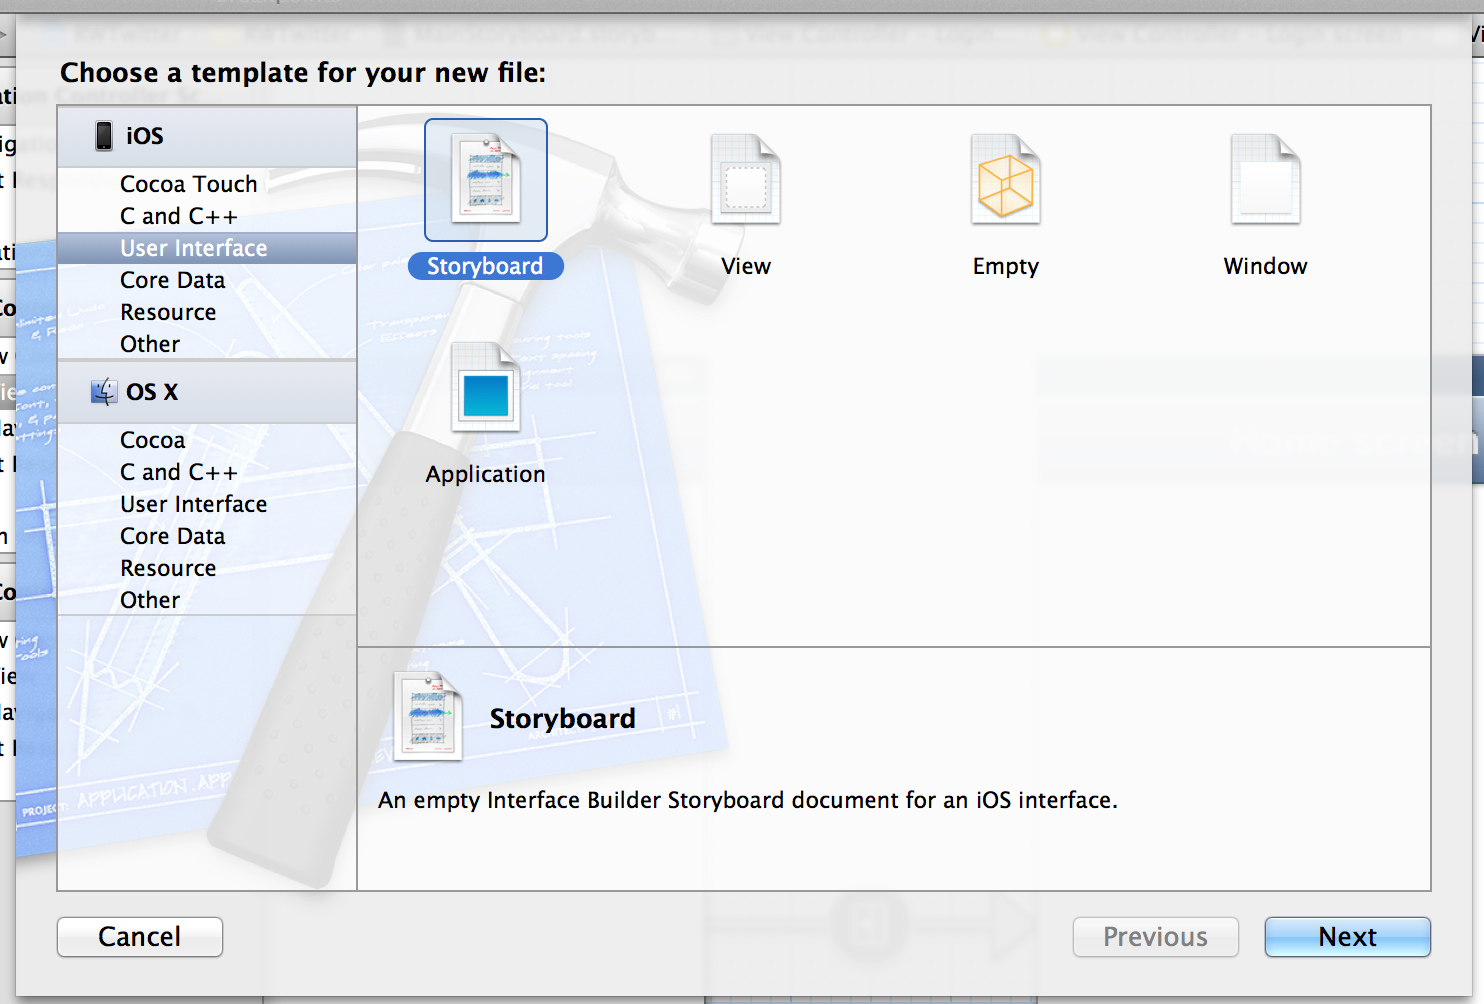 Choose a template for your new file:
iOS
Cocoa Touch
C and C++
User Interface
Core Data
Resource
Other
OS X
Cocoa
C and C++
User Interface
Core Data
Resource
Other
Storyboard
View
Empty
Window
Application
Storyboard
An empty Interface Builder Storyboard document for an iOS interface.
PROJECT: APPLICATION.APP
Cancel
Previous
Next